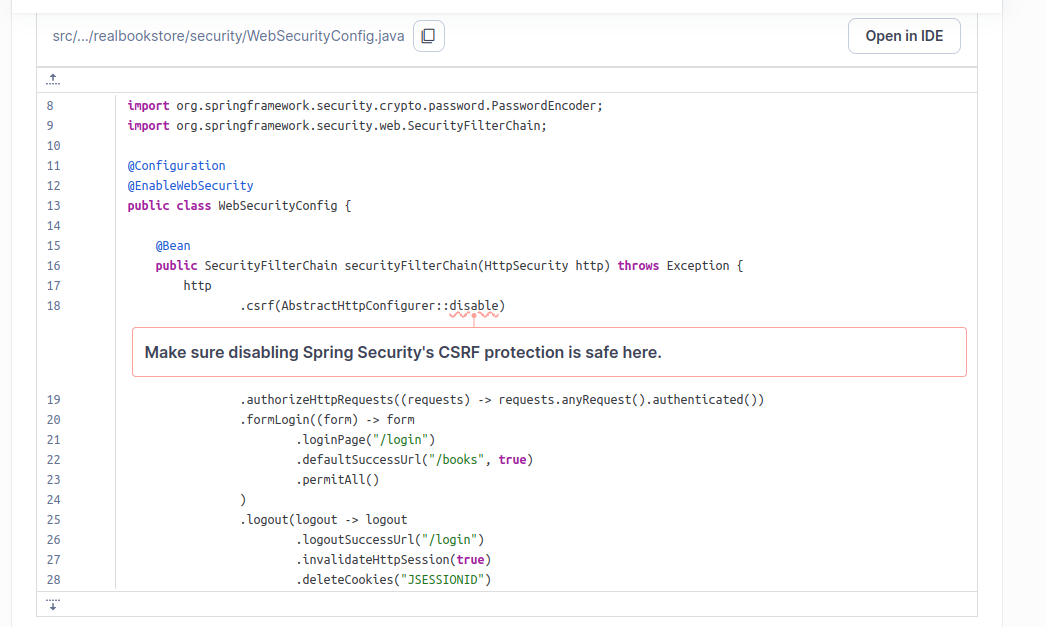 src/.../realbookstore/security/WebSecurityConfig.java
Open in IDE
8 import org.springframework.security.crypto.password.PasswordEncoder;
9 import org.springframework.security.web.SecurityFilterChain;
10
11 @Configuration
12 @EnableWebSecurity
13 public class WebSecurityConfig {
14
15     @Bean
16     public SecurityFilterChain securityFilterChain(HttpSecurity http) throws Exception {
17         http
18                 .csrf(AbstractHttpConfigurer::disable)
Make sure disabling Spring Security's CSRF protection is safe here.
19                 .authorizeHttpRequests((requests) -> requests.anyRequest().authenticated())
20                 .formLogin((form) -> form
21                         .loginPage("/login")
22                         .defaultSuccessUrl("/books", true)
23                         .permitAll()
24                 )
25                 .logout(logout -> logout
26                         .logoutSuccessUrl("/login")
27                         .invalidateHttpSession(true)
28                         .deleteCookies("JSESSIONID")